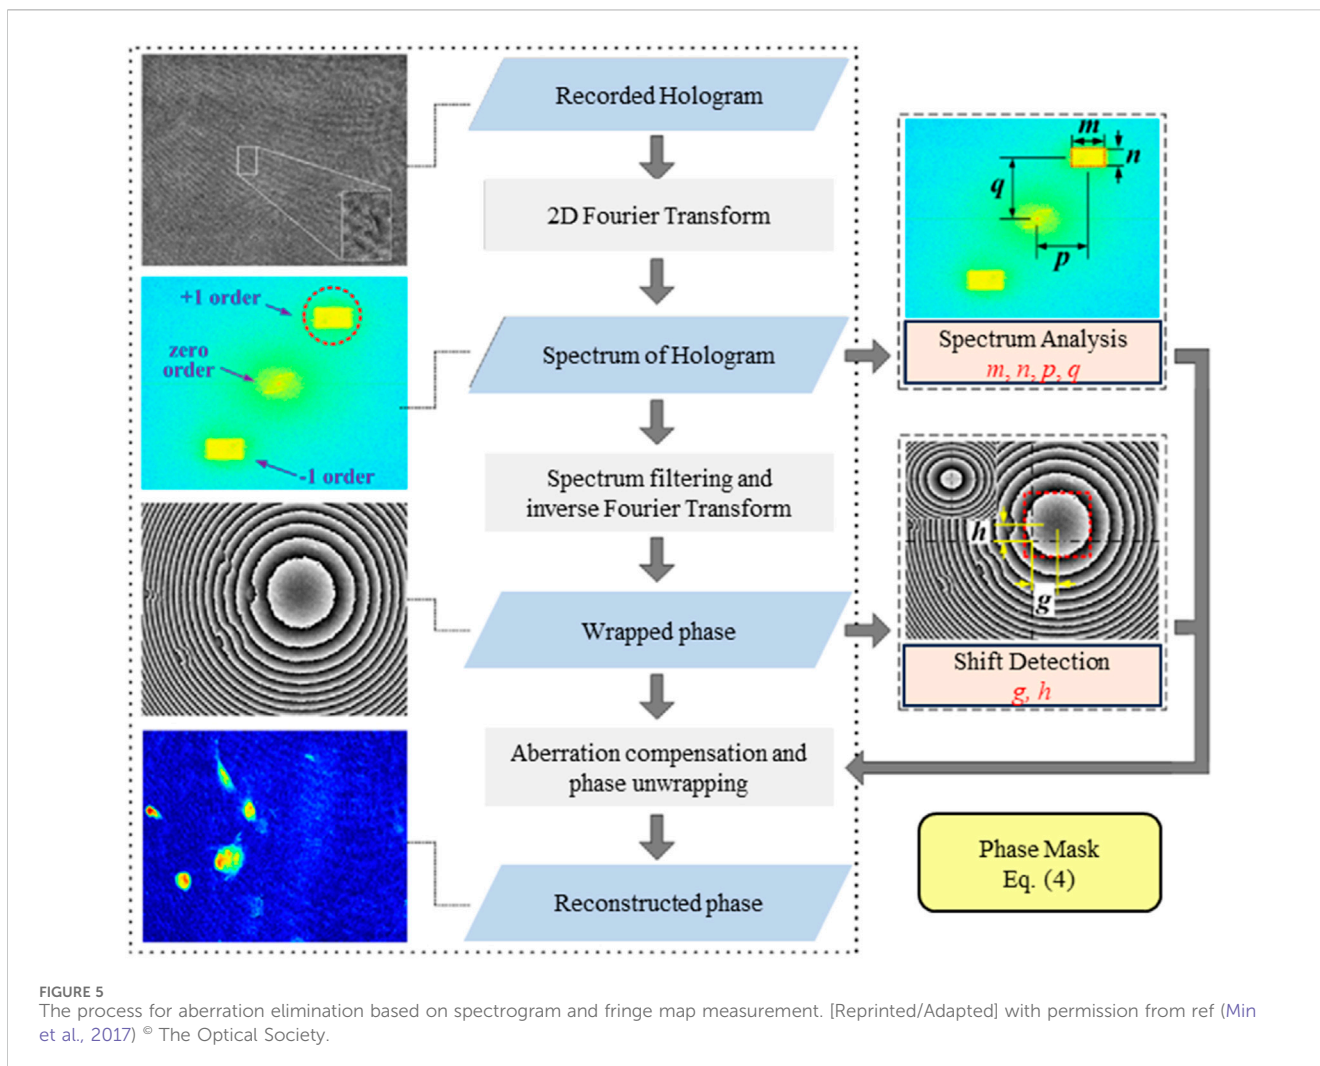 Recorded Hologram
2D Fourier Transform
+1 order
zero
order
-1 order
Spectrum of Hologram
m
n
q
p
Spectrum Analysis
m, n, p, q
Spectrum filtering and
inverse Fourier Transform
h
g
Wrapped phase
Shift Detection
g, h
Aberration compensation and
phase unwrapping
Phase Mask
Eq. (4)
Reconstructed phase
FIGURE 5
The process for aberration elimination based on spectrogram and fringe map measurement. [Reprinted/Adapted] with permission from ref (Min
et al., 2017) © The Optical Society.